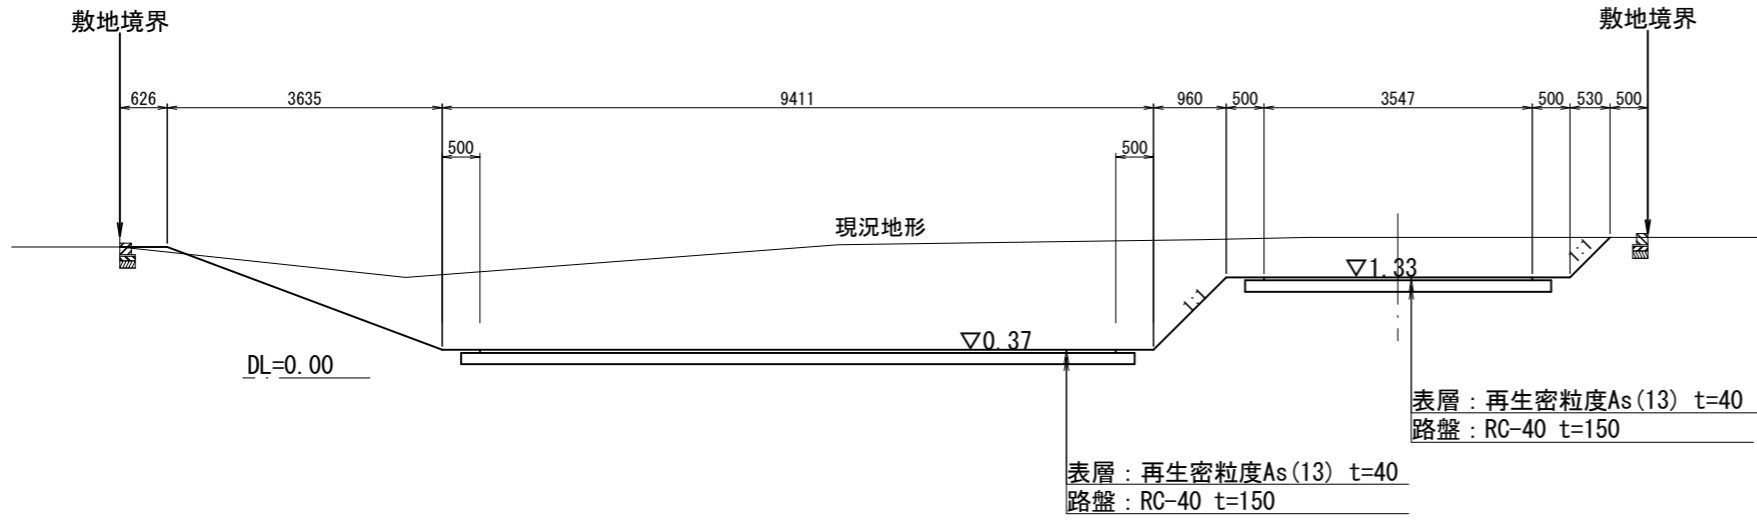 敷地境界
敷地境界
626
3635
9411
960
500
3547
500
530
500
500
500
現況地形
1:1
▽1.33
1:1
▽0.37
DL=0.00
表層：再生密粒度As(13) t=40
路盤：RC-40 t=150
表層：再生密粒度As(13) t=40
路盤：RC-40 t=150